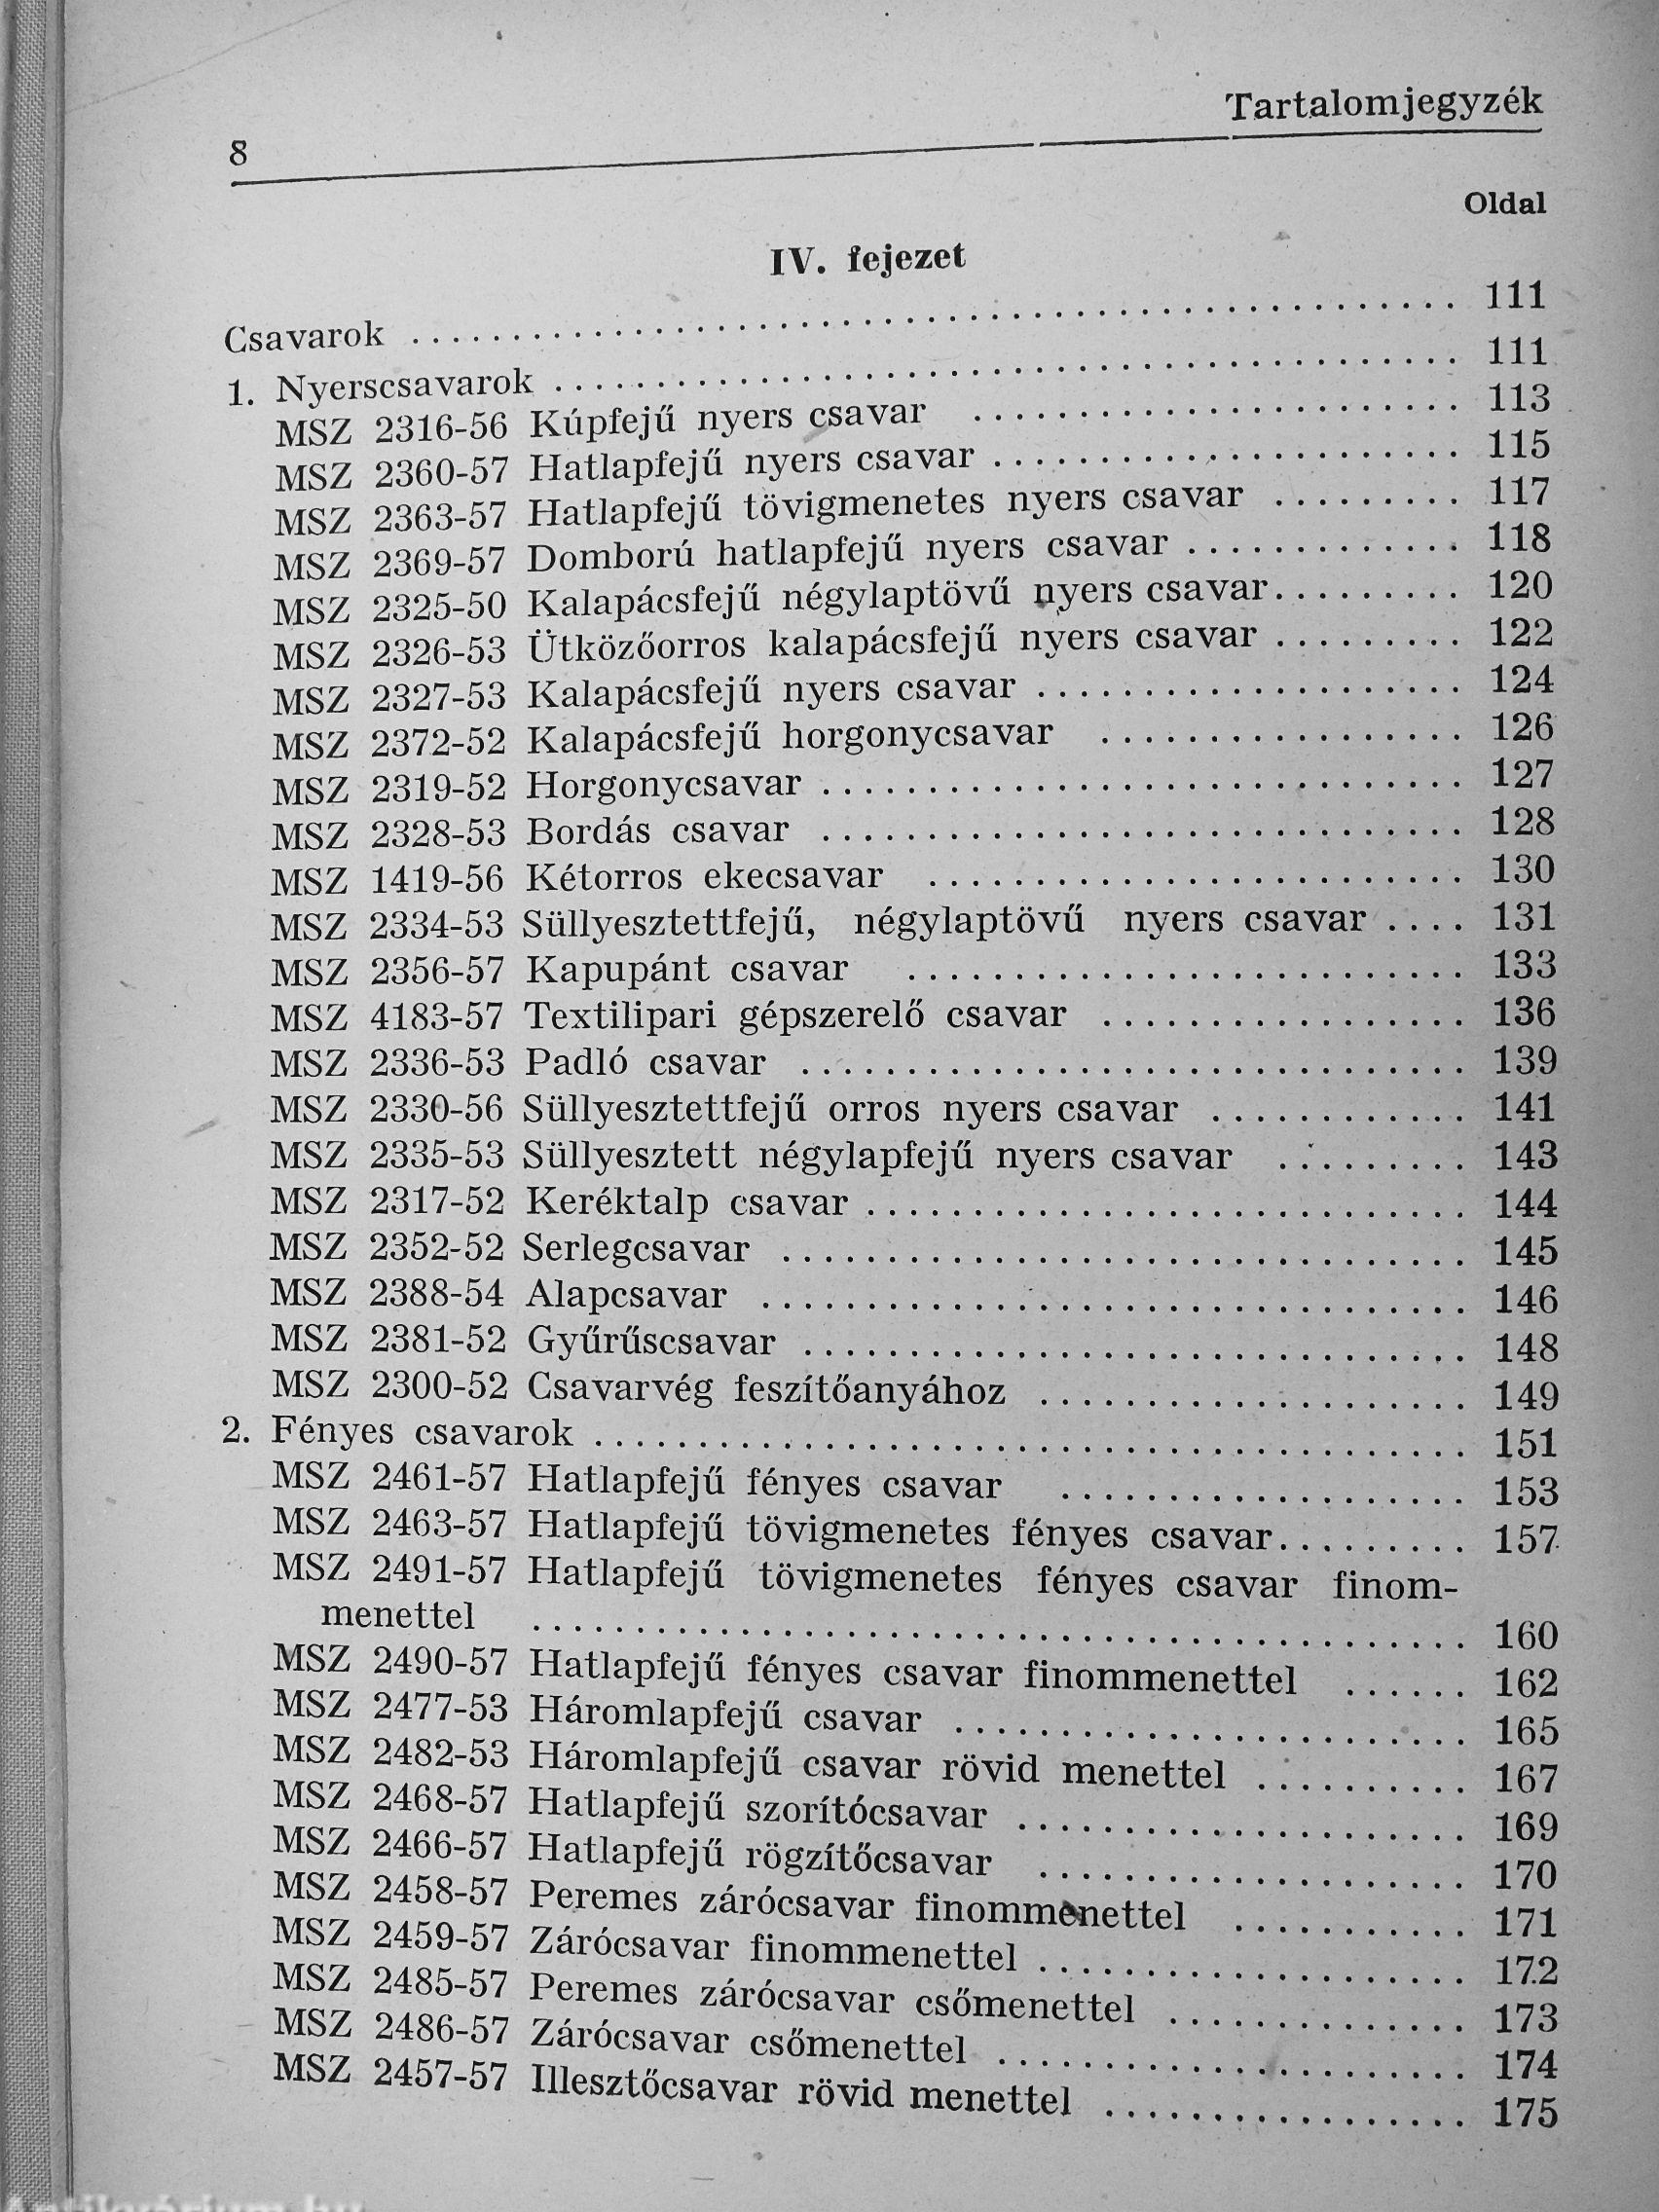 Tartalomjegyzék
8
Oldal
IV. fejezet
Csavarok ........................................ 111
1. Nyerscsavarok ................................ 111
MSZ 2316-56 Kúpfejű nyers csavar ................ 113
MSZ 2360-57 Hatlapfejű nyers csavar ................ 115
MSZ 2363-57 Hatlapfejű tövigmenetes nyers csavar ......... 117
MSZ 2369-57 Domború hatlapfejű nyers csavar ............. 118
MSZ 2325-50 Kalapácsfejű négylaptövű nyers csavar......... 120
MSZ 2326-53 Ütközőorros kalapácsfejű nyers csavar ......... 122
MSZ 2327-53 Kalapácsfejű nyers csavar .................... 124
MSZ 2372-52 Kalapácsfejű horgonycsavar ................. 126
MSZ 2319-52 Horgonycsavar .............................. 127
MSZ 2328-53 Bordás csavar .............................. 128
MSZ 1419-56 Kétorros ekecsavar ......................... 130
MSZ 2334-53 Süllyesztettfejű, négylaptövű nyers csavar .... 131
MSZ 2356-57 Kapupánt csavar .......................... 133
MSZ 4183-57 Textilipari gépszerelő csavar ................. 136
MSZ 2336-53 Padló csavar ............................... 139
MSZ 2330-56 Süllyesztettfejű orros nyers csavar ............ 141
MSZ 2335-53 Süllyesztett négylapfejű nyers csavar ......... 143
MSZ 2317-52 Keréktalp csavar ............................ 144
MSZ 2352-52 Serlegcsavar ................................ 145
MSZ 2388-54 Alapcsavar ................................. 146
MSZ 2381-52 Gyűrűscsavar ............................... 148
MSZ 2300-52 Csavarvég feszítőanyához .................... 149
2. Fényes csavarok ......................................... 151
MSZ 2461-57 Hatlapfejű fényes csavar ................... 153
MSZ 2463-57 Hatlapfejű tövigmenetes fényes csavar......... 157
MSZ 2491-57 Hatlapfejű tövigmenetes fényes csavar finom-
menettel ............................................ 160
MSZ 2490-57 Hatlapfejű fényes csavar finommenettel ...... 162
MSZ 2477-53 Háromlapfejű csavar ........................ 165
MSZ 2482-53 Háromlapfejű csavar rövid menettel .......... 167
MSZ 2468-57 Hatlapfejű szorítócsavar ..................... 169
MSZ 2466-57 Hatlapfejű rögzítőcsavar .................... 170
MSZ 2458-57 Peremes zárócsavar finommenettel ........... 171
MSZ 2459-57 Zárócsavar finommenettel .................... 172
MSZ 2485-57 Peremes zárócsavar csőmenettel .............. 173
MSZ 2486-57 Zárócsavar csőmenettel ...................... 174
MSZ 2457-57 Illesztőcsavar rövid menettel ................. 175